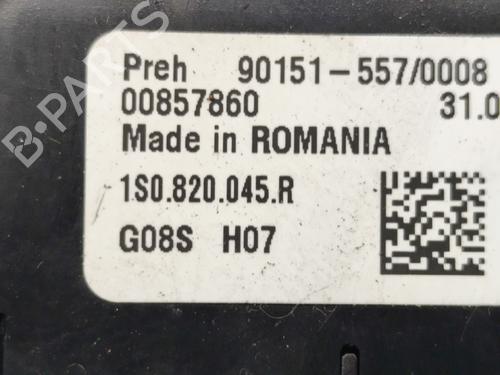 Preh 90151-557/0008
00857860 31.0
Made in ROMANIA
1S0.820.045.R
G08S H07
B-PARTS